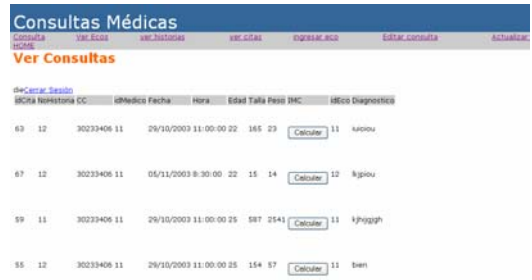 Consultas Médicas
Consulta Ver Ecos ver historias ver citas ingresar eco Editar consulta Actualizar
HOME
Ver Consultas
dieCerrar Sesión
idCita NoHistoria CC idMedico Fecha Hora Edad Talla Peso IMC idEco Diagnostico
63 12 30233406 11 29/10/2003 11:00:00 22 165 23 Calcular 11 iuioiou
67 12 30233406 11 05/11/2003 8:30:00 22 15 14 Calcular 12 lkjpiou
59 11 30233406 11 29/10/2003 11:00:00 25 587 2541 Calcular 11 kjhijgjgh
55 12 30233406 11 29/10/2003 11:00:00 25 154 57 Calcular 11 bien